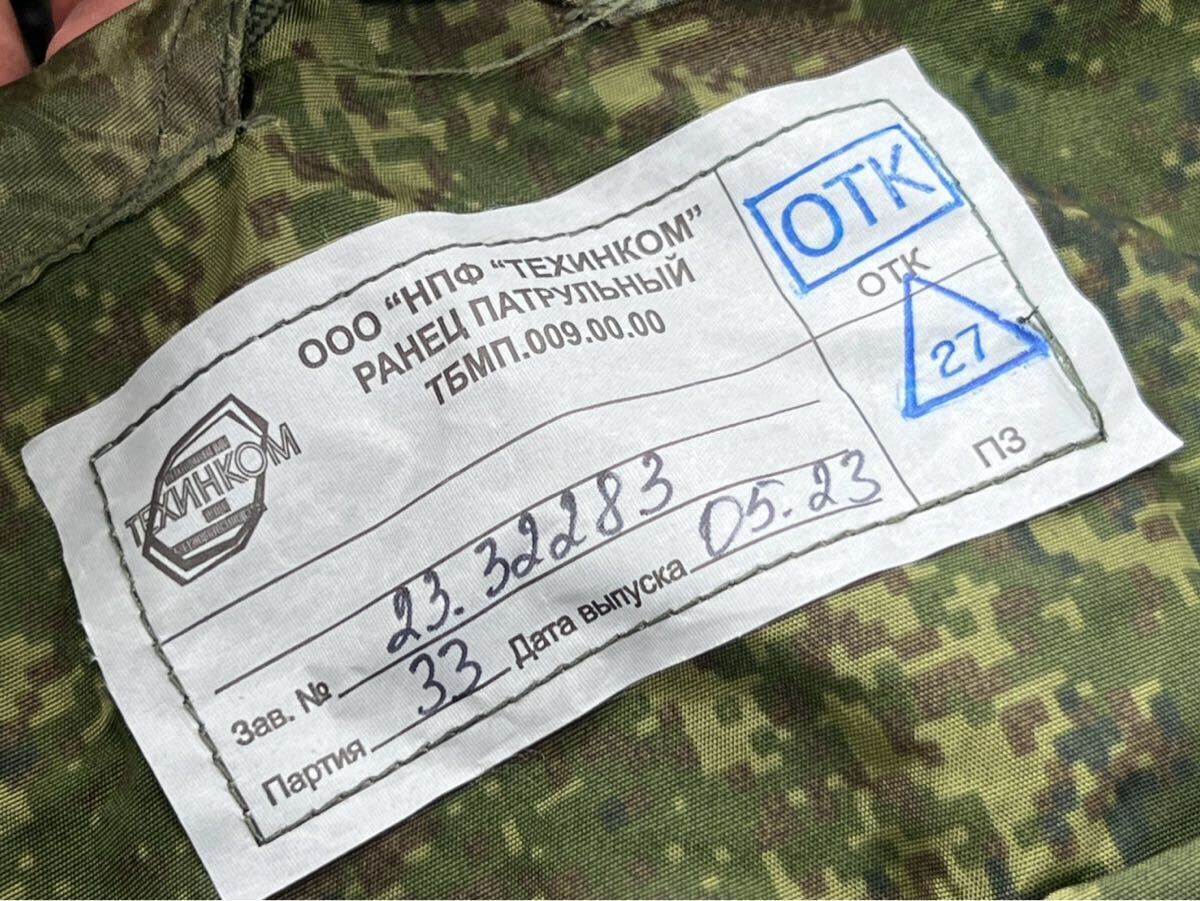 ООО “НПФ “ТЕХИНКОМ”
РАНЕЦ ПАТРУЛЬНЫЙ
ТБМП.009.00.00
ТЕХИНКОМ
Зав. № 23.32283
Партия 33 Дата выпуска 05.23
ОТК
ОТК
27
ПЗ